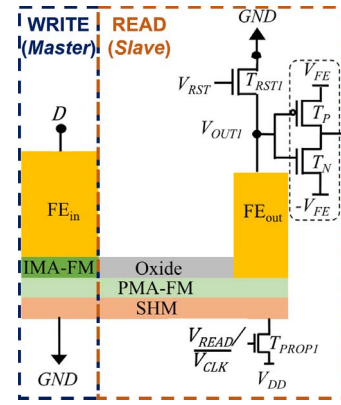 WRITE
(Master)
READ
(Slave)
GND
V_RST
T_RST1
V_FE
D
V_OUT1
T_P
T_N
FE_in
FE_out
-V_FE
IMA-FM
Oxide
PMA-FM
SHM
V_READ/
V_CLK
T_PROP1
GND
V_DD